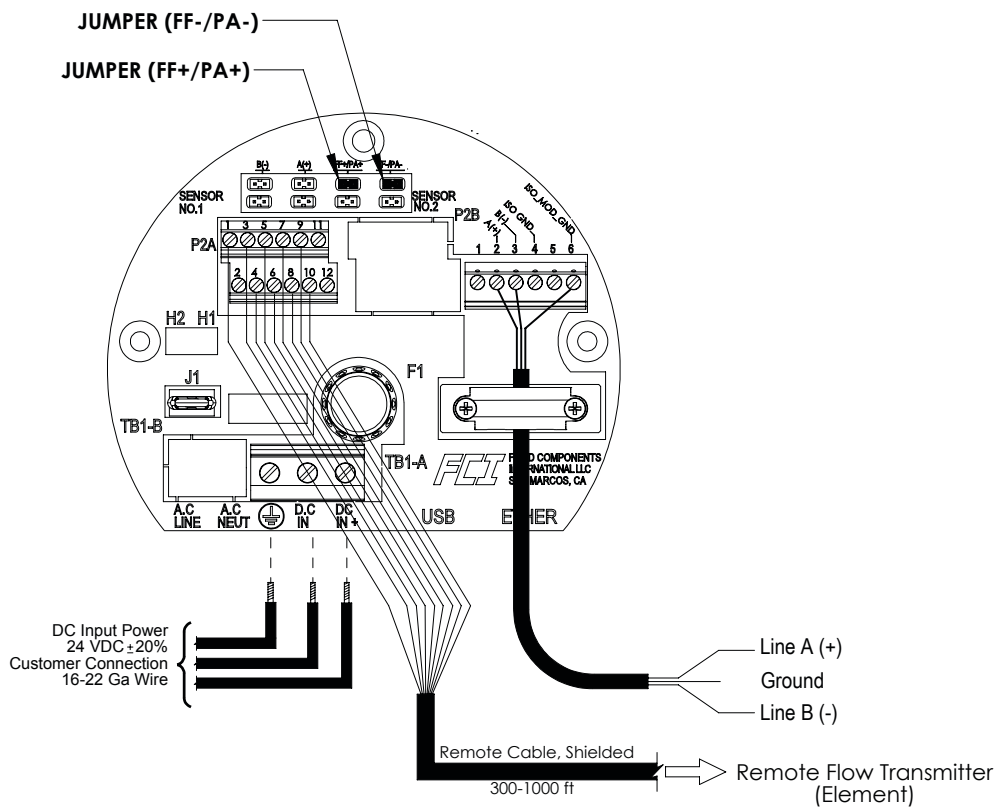 JUMPER (FF-/PA-)
JUMPER (FF+/PA+)
B(-) A(+) FF+/PA+ FF-/PA-
SENSOR
NO.1
SENSOR
NO.2
P2A
1 3 5 7 9 11
2 4 6 8 10 12
P2B
A(+)
B(-)
ISO GND
ISO_MOD_GND
1 2 3 4 5 6
H2 H1
J1
F1
TB1-B
TB1-A
FCI
COMPONENTS
LLC
MARCOS, CA
A.C
LINE
A.C
NEUT
D.C
IN
DC
IN +
USB
DC Input Power
24 VDC ±20%
Customer Connection
16-22 Ga Wire
Line A (+)
Ground
Line B (-)
Remote Cable, Shielded
300-1000 ft
Remote Flow Transmitter
(Element)